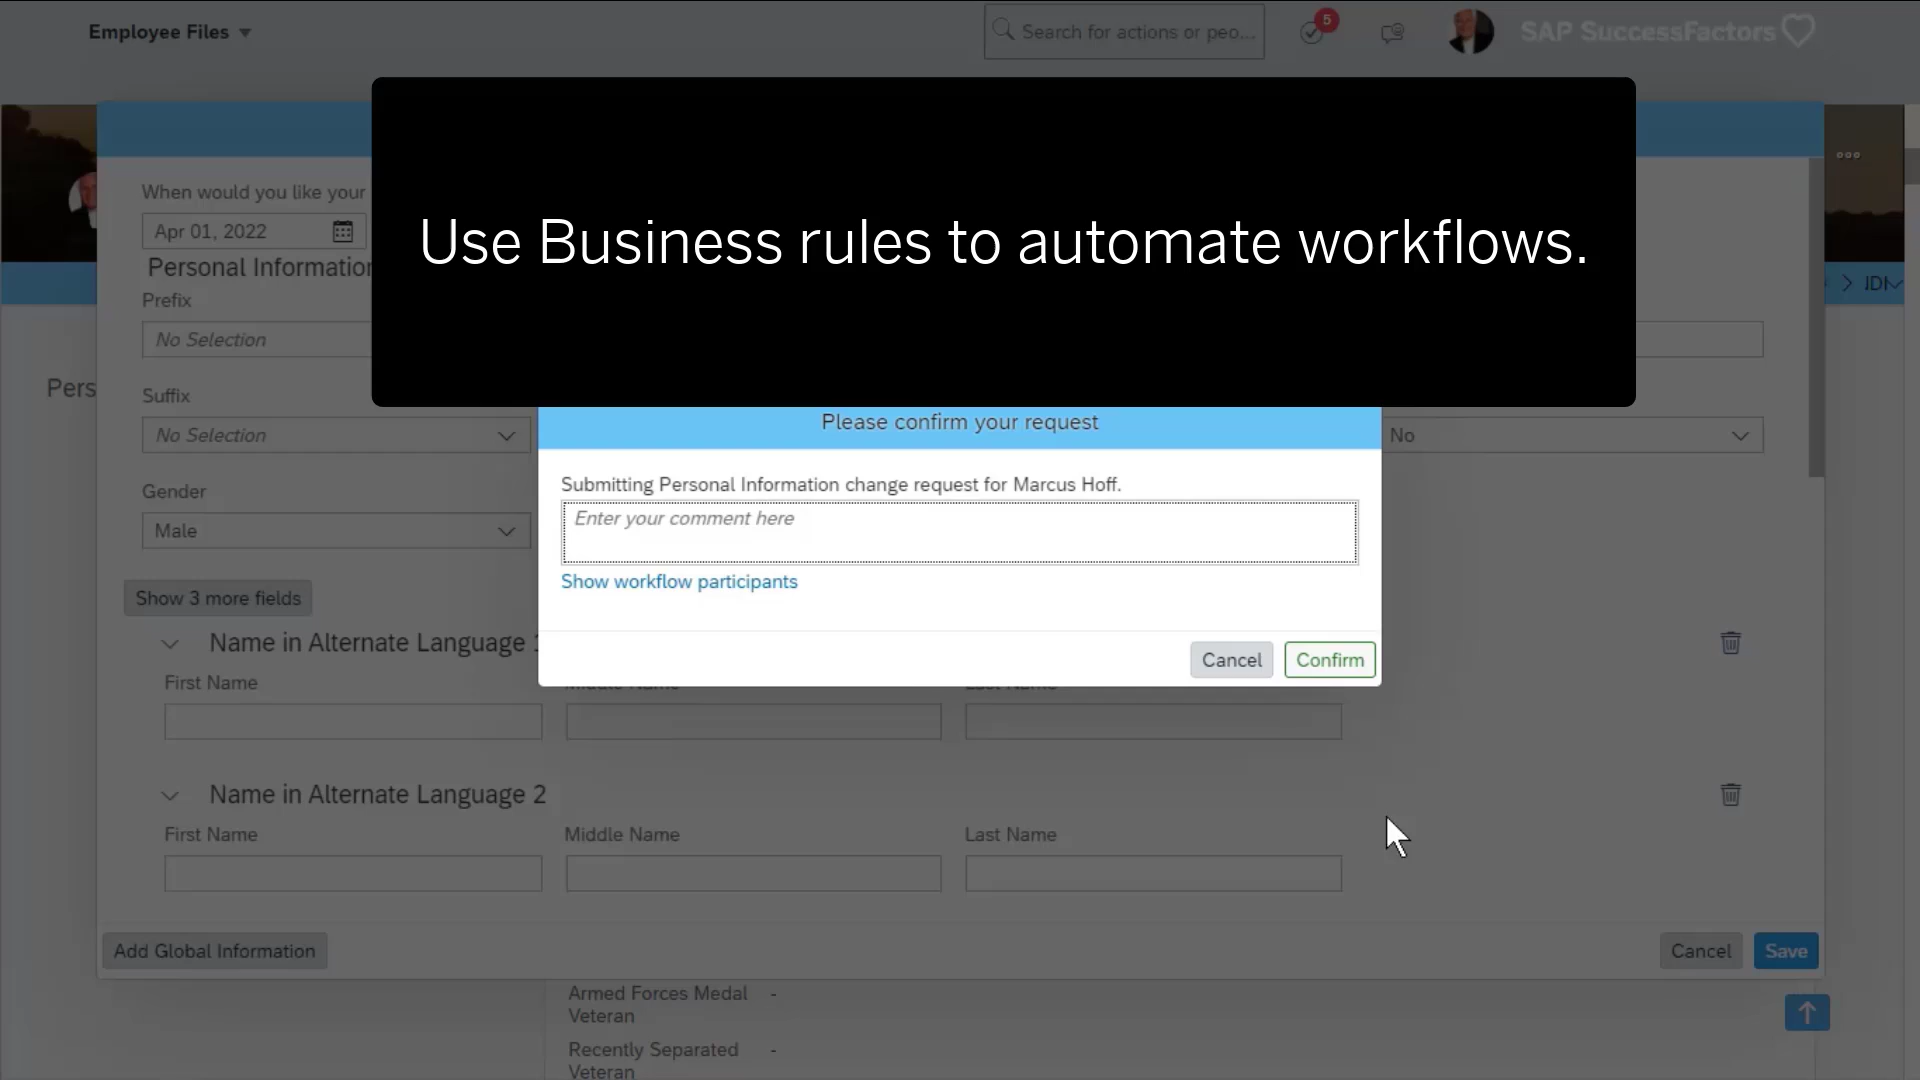 Employee Files
Search for actions or peo...
5
SAP SuccessFactors
Use Business rules to automate workflows.
When would you like your
Apr 01, 2022
Personal Information
Prefix
No Selection
Pers
Suffix
No Selection
No
Gender
Male
Please confirm your request
Submitting Personal Information change request for Marcus Hoff.
Enter your comment here
Show workflow participants
Cancel
Confirm
Show 3 more fields
Name in Alternate Language 1
First Name
Middle Name
Last Name
Name in Alternate Language 2
First Name
Middle Name
Last Name
Add Global Information
Cancel
Save
Armed Forces Medal -
Veteran
Recently Separated -
Veteran